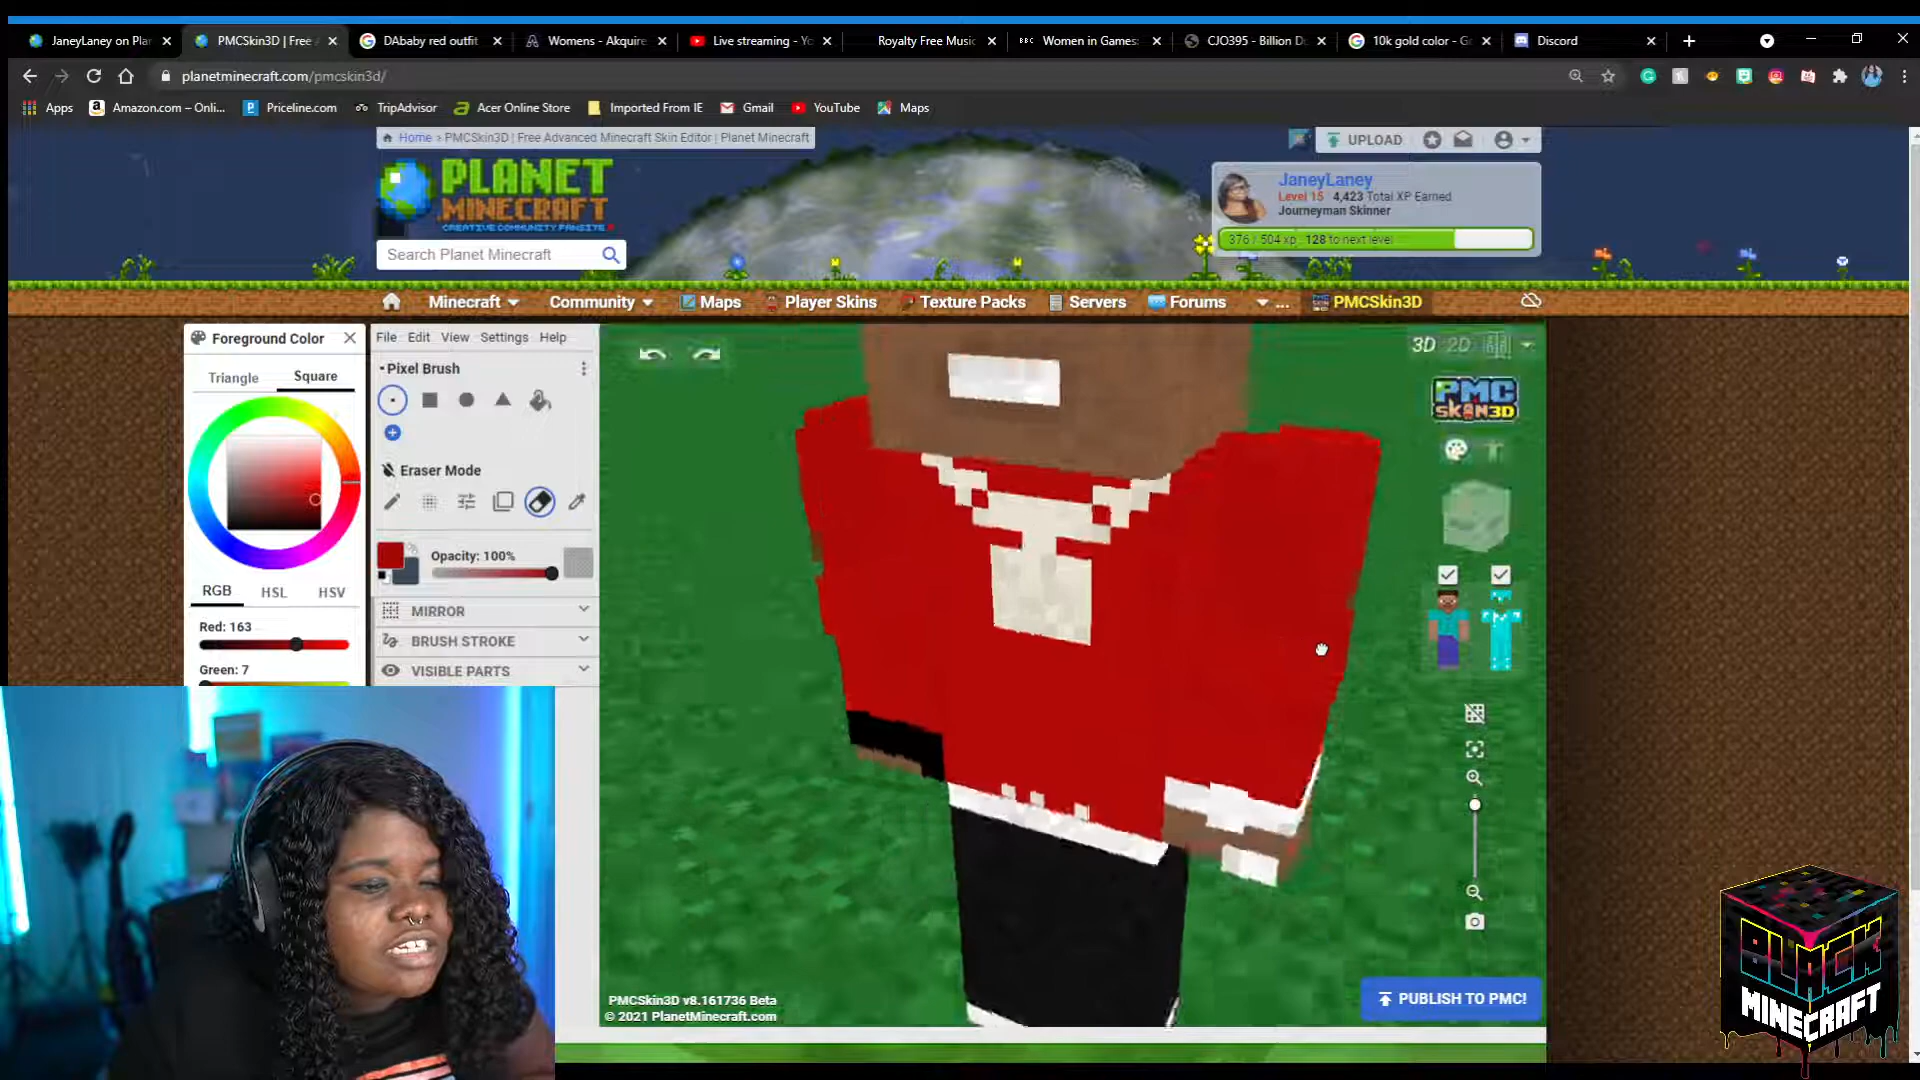 JaneyLaney on Pla
PMCSkin3D | Free A
DAbaby red outfit
Womens - Akquire
Live streaming - Yo
Royalty Free Music
BBC Women in Games:
CJO395 - Billion D
10k gold color - Go
Discord
planetminecraft.com/pmcskin3d/
Apps
Amazon.com – Onli...
Priceline.com
TripAdvisor
Acer Online Store
Imported From IE
Gmail
YouTube
Maps
Home » PMCSkin3D | Free Advanced Minecraft Skin Editor | Planet Minecraft
UPLOAD
PLANET
MINECRAFT
CREATIVE COMMUNITY FANSITE
JaneyLaney
Level 15 4,423 Total XP Earned
Journeyman Skinner
376 / 504 xp, 128 to next level
Search Planet Minecraft
Minecraft
Community
Maps
Player Skins
Texture Packs
Servers
Forums
...
PMCSkin3D
Foreground Color
Triangle
Square
RGB
HSL
HSV
Red: 163
Green: 7
File Edit View Settings Help
Pixel Brush
Eraser Mode
Opacity: 100%
MIRROR
BRUSH STROKE
VISIBLE PARTS
3D 2D
PMC
SKIN3D
PMCSkin3D v8.161736 Beta
© 2021 PlanetMinecraft.com
PUBLISH TO PMC!
BLACK
MINECRAFT